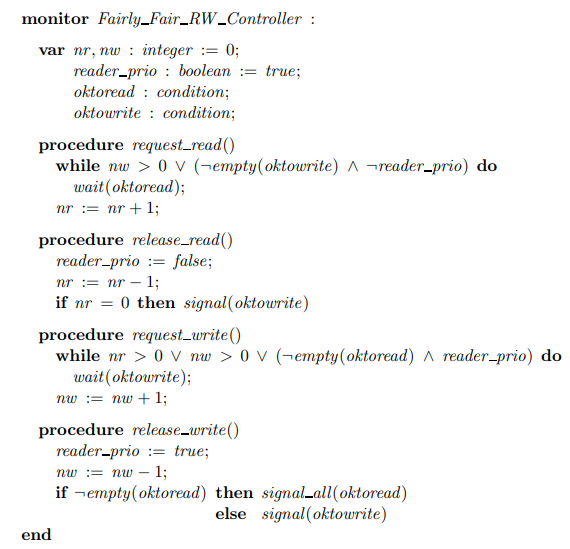 monitor Fairly_Fair_RW_Controller :
var nr, nw : integer := 0;
reader_prio : boolean := true;
oktoread : condition;
oktowrite : condition;
procedure request_read()
while nw > 0 ∨ (¬empty(oktowrite) ∧ ¬reader_prio) do
wait(oktoread);
nr := nr + 1;
procedure release_read()
reader_prio := false;
nr := nr − 1;
if nr = 0 then signal(oktowrite)
procedure request_write()
while nr > 0 ∨ nw > 0 ∨ (¬empty(oktoread) ∧ reader_prio) do
wait(oktowrite);
nw := nw + 1;
procedure release_write()
reader_prio := true;
nw := nw − 1;
if ¬empty(oktoread) then signal_all(oktoread)
else signal(oktowrite)
end